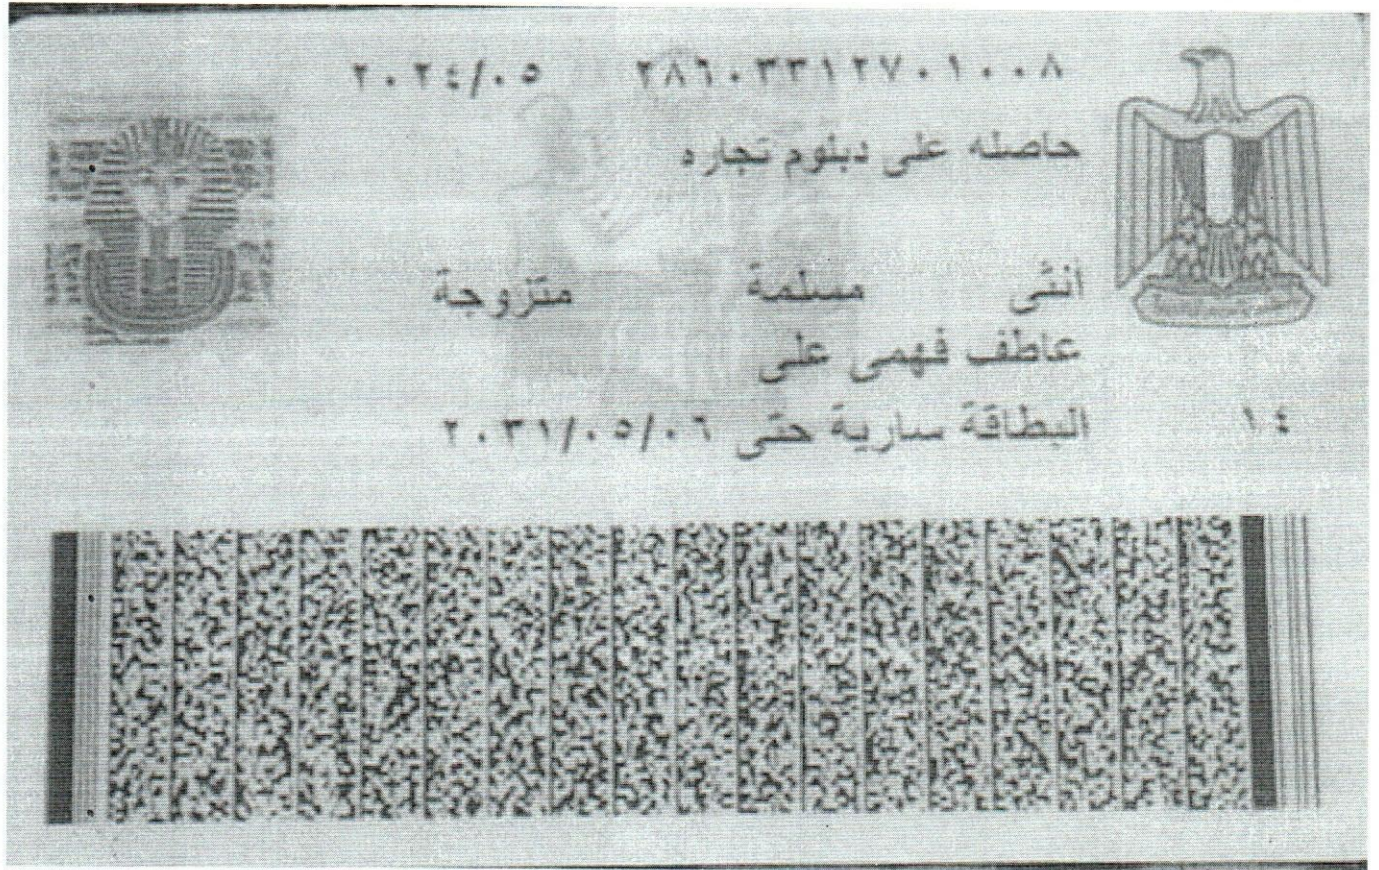 ٢٨٦٠٣٣١٢٧٠١٠٠٨ ٢٠٢٤/٠٥
حاصله على دبلوم تجاره
أنثى مسلمة متزوجة
عاطف فهمى على
البطاقة سارية حتى ٢٠٣١/٠٥/٠٦
١٤